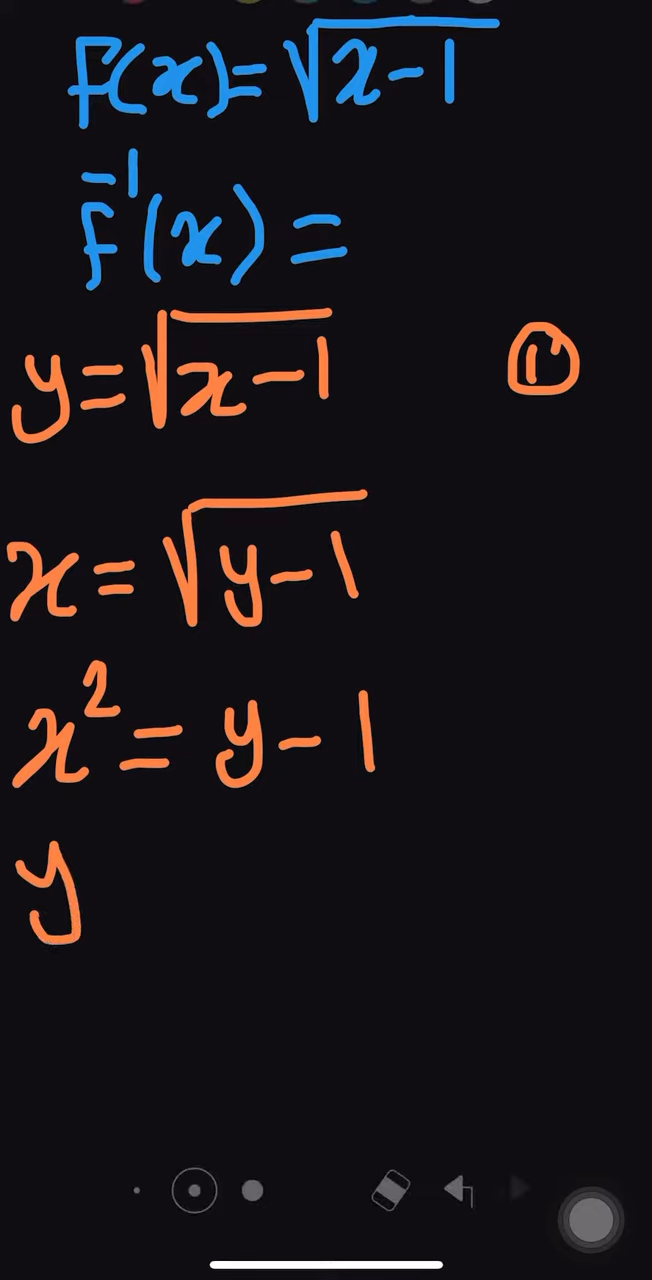 f(x)=√x-1
f⁻¹(x)=
y=√x-1 ①
x=√y-1
x²=y-1
y